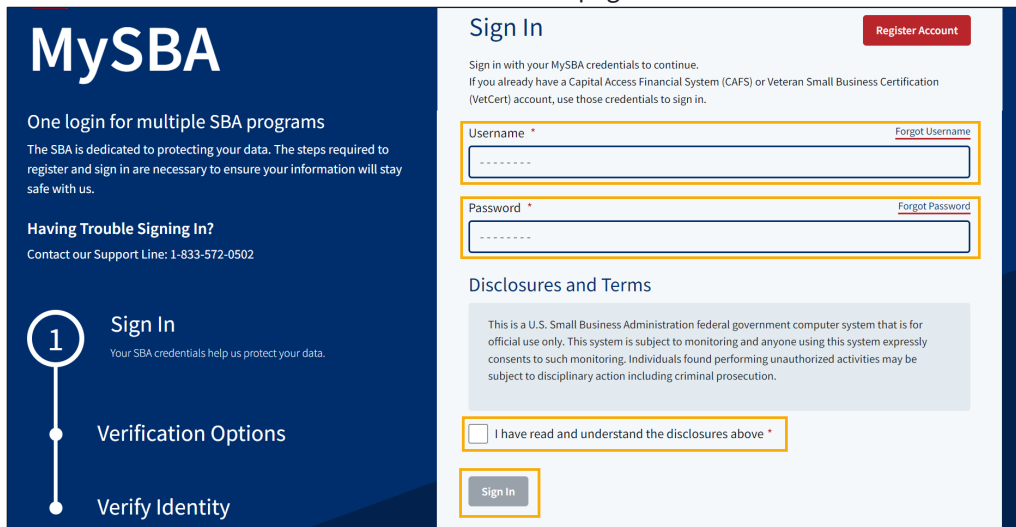 MySBA
One login for multiple SBA programs
The SBA is dedicated to protecting your data. The steps required to
register and sign in are necessary to ensure your information will stay
safe with us.
Having Trouble Signing In?
Contact our Support Line: 1-833-572-0502
1
Sign In
Your SBA credentials help us protect your data.
Verification Options
Verify Identity
Sign In
Register Account
Sign in with your MySBA credentials to continue.
If you already have a Capital Access Financial System (CAFS) or Veteran Small Business Certification
(VetCert) account, use those credentials to sign in.
Username *
Forgot Username
--------
Password *
Forgot Password
--------
Disclosures and Terms
This is a U.S. Small Business Administration federal government computer system that is for
official use only. This system is subject to monitoring and anyone using this system expressly
consents to such monitoring. Individuals found performing unauthorized activities may be
subject to disciplinary action including criminal prosecution.
I have read and understand the disclosures above *
Sign In